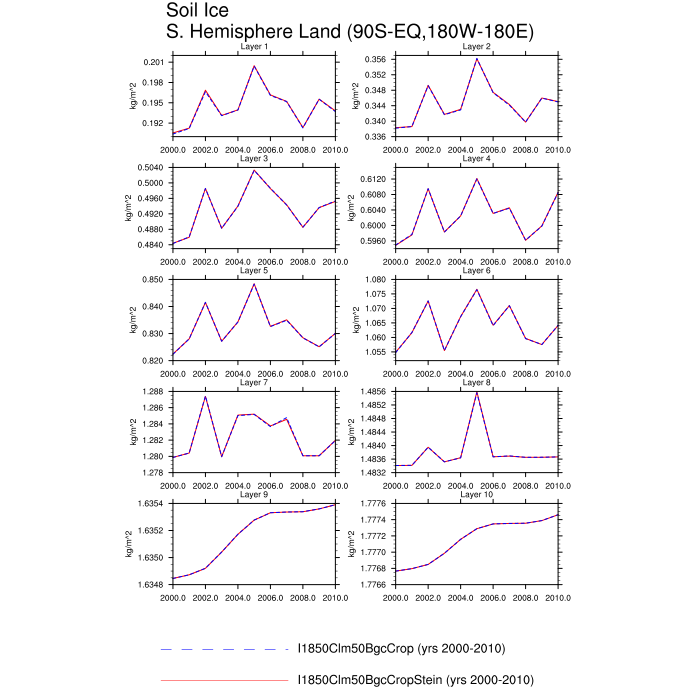 Soil Ice
S. Hemisphere Land (90S-EQ,180W-180E)
Layer 1
Layer 2
0.201
0.198
0.195
0.192
kg/m^2
2000.0 2002.0 2004.0 2006.0 2008.0 2010.0
0.356
0.352
0.348
0.344
0.340
0.336
kg/m^2
2000.0 2002.0 2004.0 2006.0 2008.0 2010.0
Layer 3
Layer 4
0.5040
0.5000
0.4960
0.4920
0.4880
0.4840
kg/m^2
2000.0 2002.0 2004.0 2006.0 2008.0 2010.0
0.6120
0.6080
0.6040
0.6000
0.5960
kg/m^2
2000.0 2002.0 2004.0 2006.0 2008.0 2010.0
Layer 5
Layer 6
0.850
0.840
0.830
0.820
kg/m^2
2000.0 2002.0 2004.0 2006.0 2008.0 2010.0
1.080
1.075
1.070
1.065
1.060
1.055
kg/m^2
2000.0 2002.0 2004.0 2006.0 2008.0 2010.0
Layer 7
Layer 8
1.288
1.286
1.284
1.282
1.280
1.278
kg/m^2
2000.0 2002.0 2004.0 2006.0 2008.0 2010.0
1.4856
1.4852
1.4848
1.4844
1.4840
1.4836
1.4832
kg/m^2
2000.0 2002.0 2004.0 2006.0 2008.0 2010.0
Layer 9
Layer 10
1.6354
1.6352
1.6350
1.6348
kg/m^2
2000.0 2002.0 2004.0 2006.0 2008.0 2010.0
1.7776
1.7774
1.7772
1.7770
1.7768
1.7766
kg/m^2
2000.0 2002.0 2004.0 2006.0 2008.0 2010.0
I1850Clm50BgcCrop (yrs 2000-2010)
I1850Clm50BgcCropStein (yrs 2000-2010)